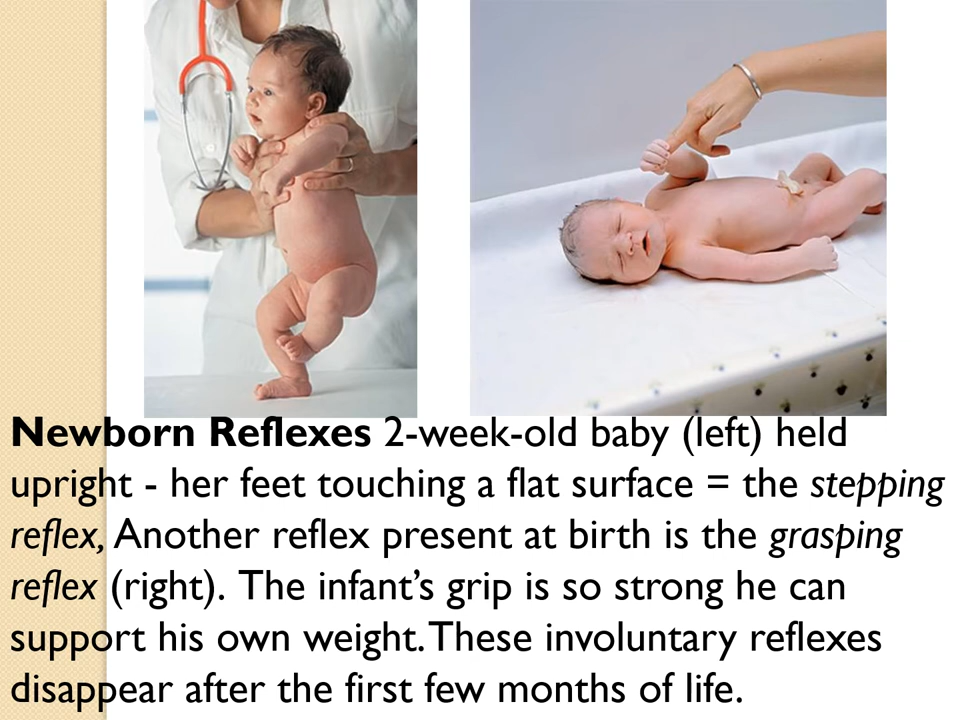 Newborn Reflexes 2-week-old baby (left) held
upright - her feet touching a flat surface = the stepping
reflex, Another reflex present at birth is the grasping
reflex (right).  The infant’s grip is so strong he can
support his own weight. These involuntary reflexes
disappear after the first few months of life.